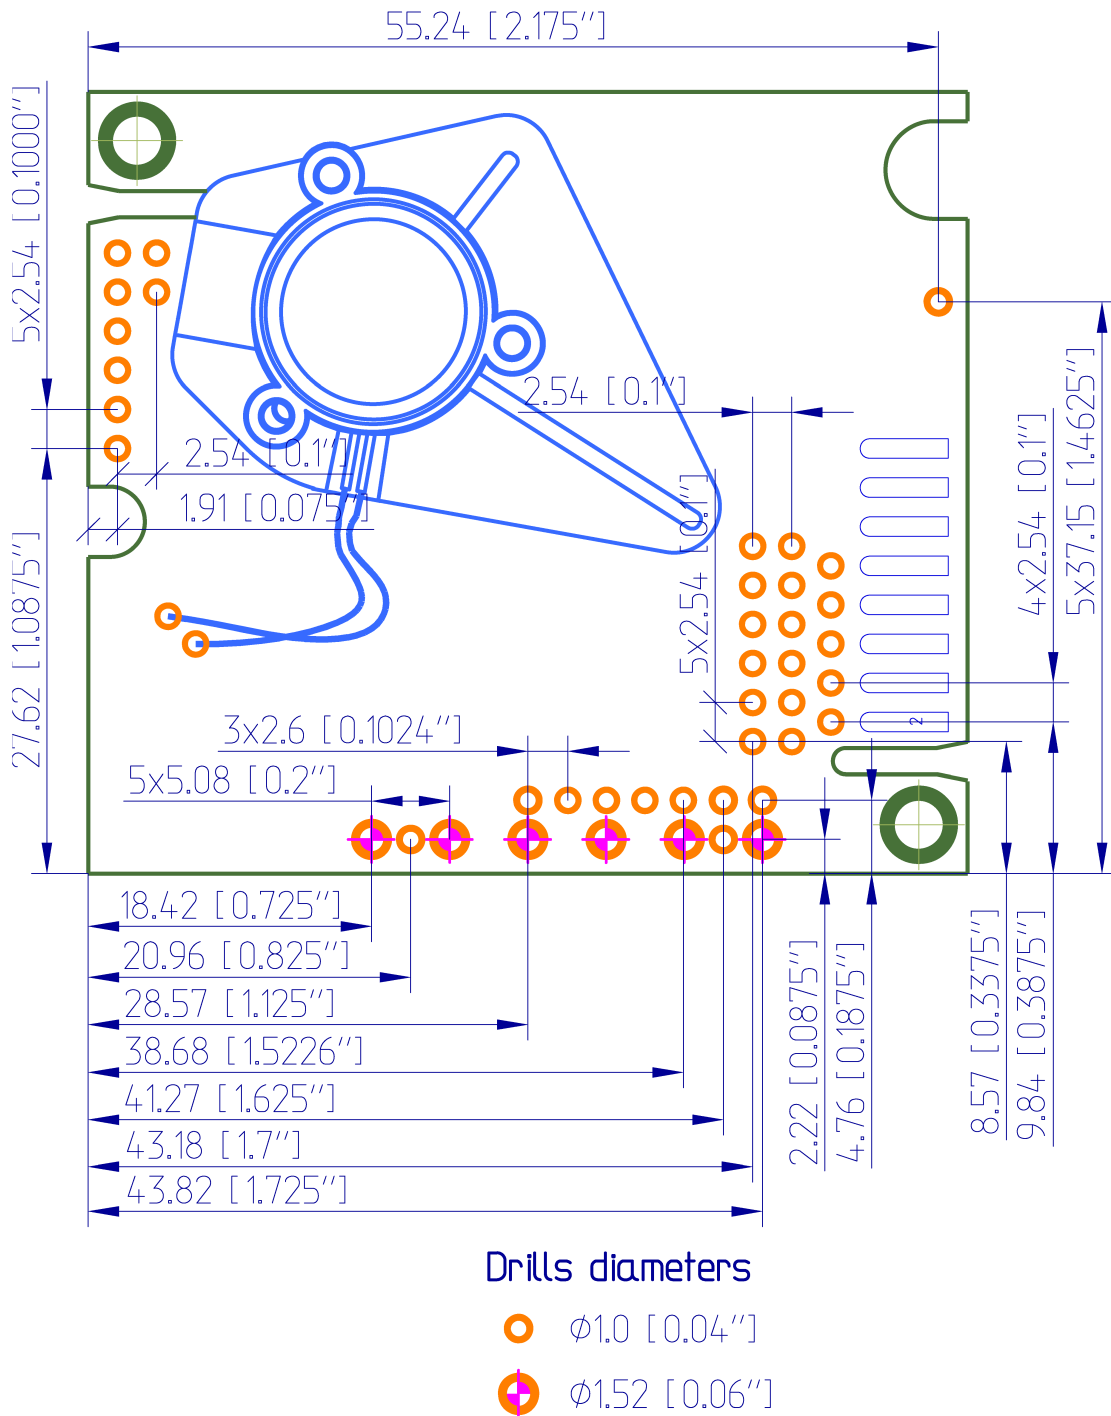 55.24 [2.175"]
5x2.54 [0.1000"]
2.54 [0.1"]
2.54 [0.1"]
1.91 [0.075"]
27.62 [1.0875"]
5x2.54 [0.1"]
4x2.54 [0.1"]
5x37.15 [1.4625"]
2
3x2.6 [0.1024"]
5x5.08 [0.2"]
18.42 [0.725"]
20.96 [0.825"]
28.57 [1.125"]
38.68 [1.5226"]
41.27 [1.625"]
43.18 [1.7"]
43.82 [1.725"]
2.22 [0.0875"]
4.76 [0.1875"]
8.57 [0.3375"]
9.84 [0.3875"]
Drills diameters
⌀1.0 [0.04"]
⌀1.52 [0.06"]